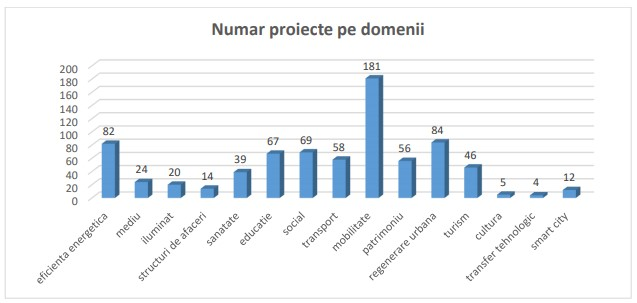 Numar proiecte pe domenii
200
180
160
140
120
100
80
60
40
20
0
82
24
20
14
39
67
69
58
181
56
84
46
5
4
12
eficienta energetica
mediu
iluminat
structuri de afaceri
sanatate
educatie
social
transport
mobilitate
patrimoniu
regenerare urbana
turism
cultura
transfer tehnologic
smart city